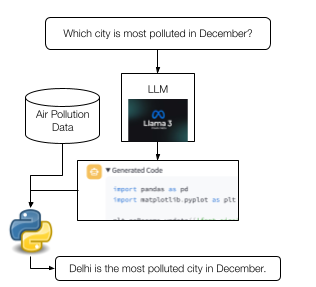 Which city is most polluted in December?
LLM
Llama 3
Air Pollution
Data
Generated Code
import pandas as pd
import matplotlib.pyplot as plt
Delhi is the most polluted city in December.